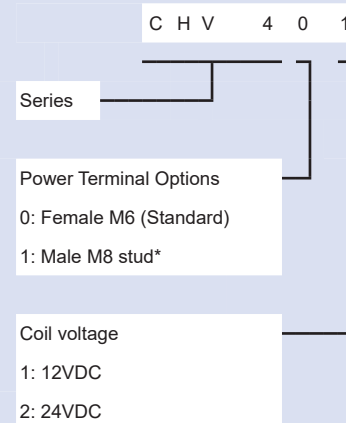 C H V 4 0 1
Series
Power Terminal Options
0: Female M6 (Standard)
1: Male M8 stud*
Coil voltage
1: 12VDC
2: 24VDC